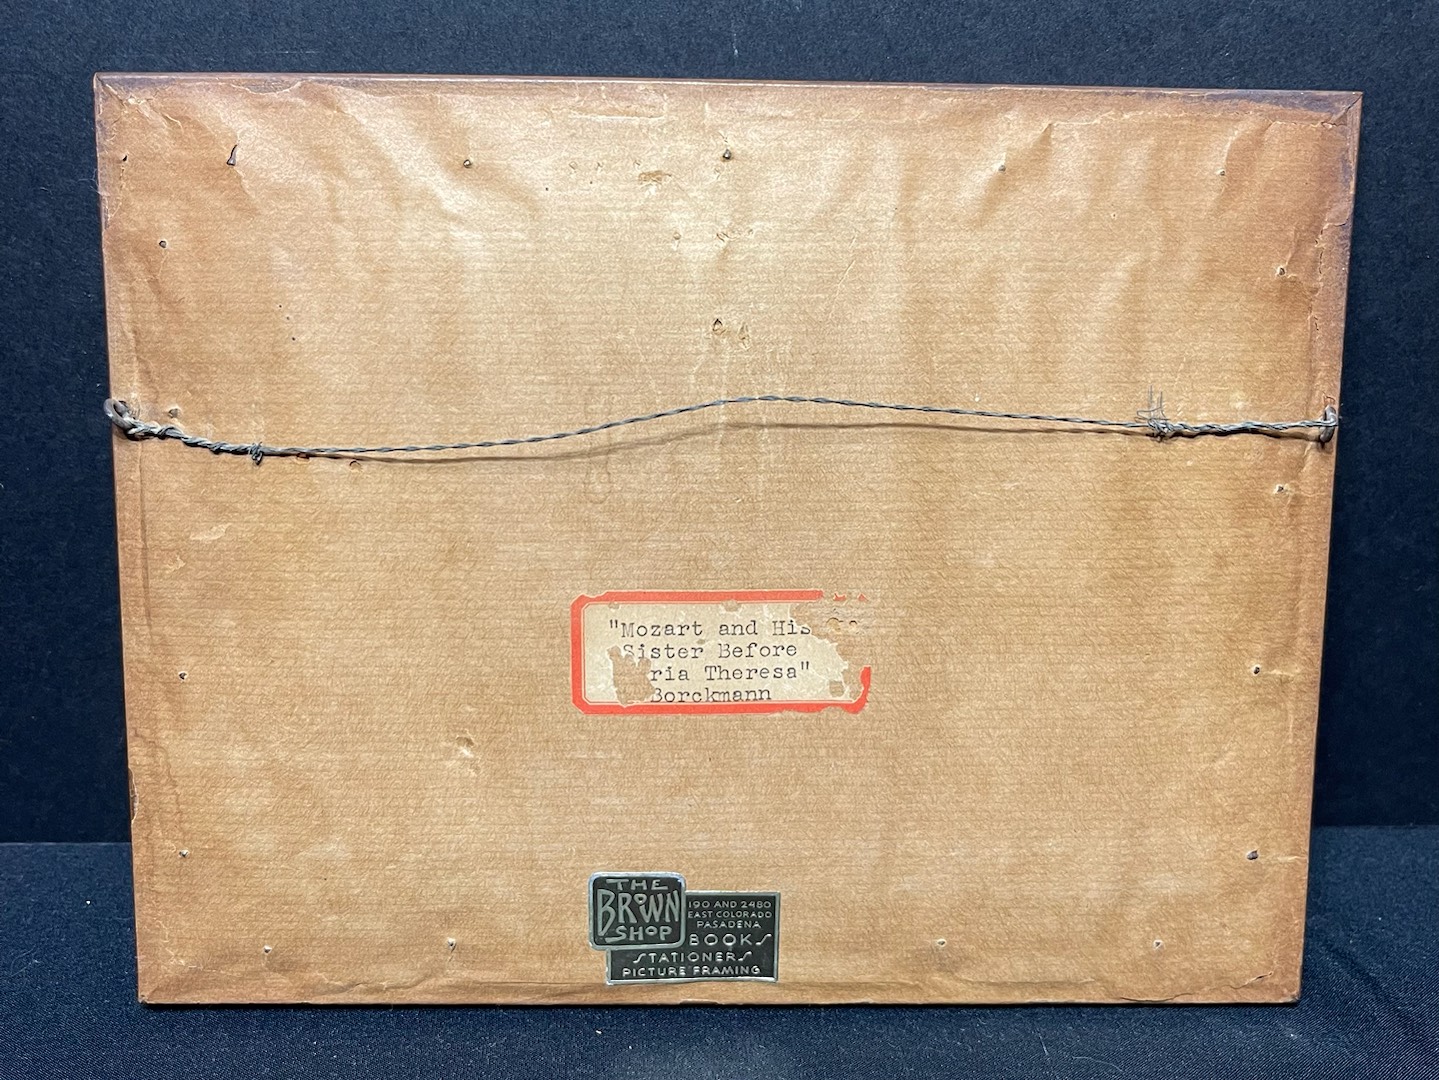 "Mozart and His
Sister Before
ria Theresa"
Borckmann
THE
BROWN
SHOP
190 AND 2480
EAST COLORADO
PASADENA
BOOKS
STATIONERS
PICTURE FRAMING